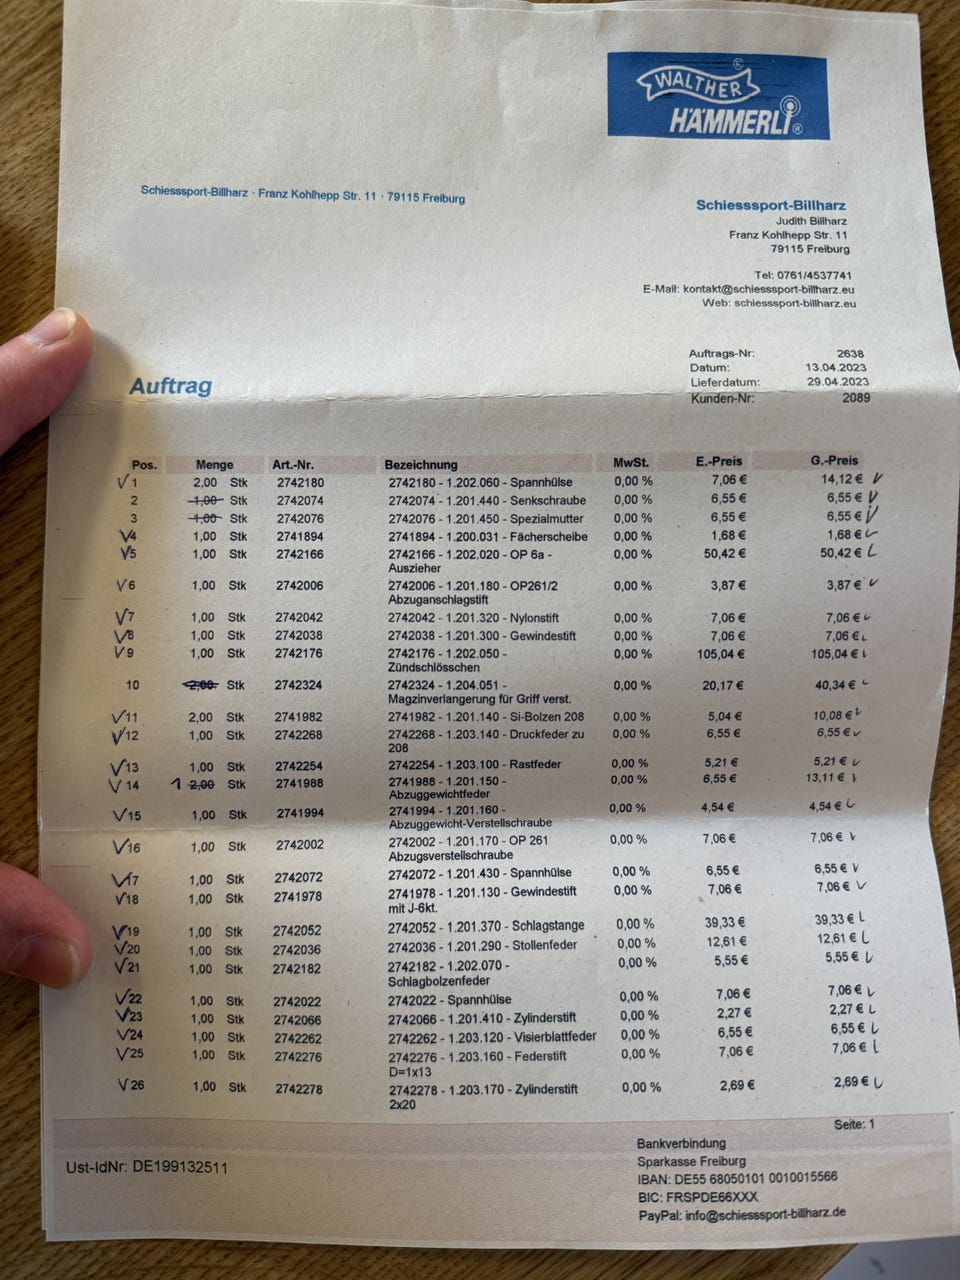 WALTHER ®
HÄMMERLI ®
Schiesssport-Billharz · Franz Kohlhepp Str. 11 · 79115 Freiburg
Schiesssport-Billharz
Judith Billharz
Franz Kohlhepp Str. 11
79115 Freiburg
Tel: 0761/4537741
E-Mail: kontakt@schiesssport-billharz.eu
Web: schiesssport-billharz.eu
Auftrags-Nr: 2638
Datum: 13.04.2023
Lieferdatum: 29.04.2023
Kunden-Nr: 2089
Auftrag
Pos. Menge Art.-Nr. Bezeichnung MwSt. E.-Preis G.-Preis
1 2,00 Stk 2742180 2742180 - 1.202.060 - Spannhülse 0,00 % 7,06 € 14,12 €
2 1,00 Stk 2742074 2742074 - 1.201.440 - Senkschraube 0,00 % 6,55 € 6,55 €
3 1,00 Stk 2742076 2742076 - 1.201.450 - Spezialmutter 0,00 % 6,55 € 6,55 €
4 1,00 Stk 2741894 2741894 - 1.200.031 - Fächerscheibe 0,00 % 1,68 € 1,68 €
5 1,00 Stk 2742166 2742166 - 1.202.020 - OP 6a - 0,00 % 50,42 € 50,42 €
Auszieher
6 1,00 Stk 2742006 2742006 - 1.201.180 - OP261/2 0,00 % 3,87 € 3,87 €
Abzuganschlagstift
7 1,00 Stk 2742042 2742042 - 1.201.320 - Nylonstift 0,00 % 7,06 € 7,06 €
8 1,00 Stk 2742038 2742038 - 1.201.300 - Gewindestift 0,00 % 7,06 € 7,06 €
9 1,00 Stk 2742176 2742176 - 1.202.050 - 0,00 % 105,04 € 105,04 €
Zündschlösschen
10 2,00 Stk 2742324 2742324 - 1.204.051 - 0,00 % 20,17 € 40,34 €
Magzinverlangerung für Griff verst.
11 2,00 Stk 2741982 2741982 - 1.201.140 - Si-Bolzen 208 0,00 % 5,04 € 10,08 €
12 1,00 Stk 2742268 2742268 - 1.203.140 - Druckfeder zu 0,00 % 6,55 € 6,55 €
208
13 1,00 Stk 2742254 2742254 - 1.203.100 - Rastfeder 0,00 % 5,21 € 5,21 €
14 1 2,00 Stk 2741988 2741988 - 1.201.150 - 0,00 % 6,55 € 13,11 €
Abzuggewichtfeder
15 1,00 Stk 2741994 2741994 - 1.201.160 - 0,00 % 4,54 € 4,54 €
Abzuggewicht-Verstellschraube
16 1,00 Stk 2742002 2742002 - 1.201.170 - OP 261 0,00 % 7,06 € 7,06 €
Abzugsverstellschraube
17 1,00 Stk 2742072 2742072 - 1.201.430 - Spannhülse 0,00 % 6,55 € 6,55 €
18 1,00 Stk 2741978 2741978 - 1.201.130 - Gewindestift 0,00 % 7,06 € 7,06 €
mit J-6kt.
19 1,00 Stk 2742052 2742052 - 1.201.370 - Schlagstange 0,00 % 39,33 € 39,33 €
20 1,00 Stk 2742036 2742036 - 1.201.290 - Stollenfeder 0,00 % 12,61 € 12,61 €
21 1,00 Stk 2742182 2742182 - 1.202.070 - 0,00 % 5,55 € 5,55 €
Schlagbolzenfeder
22 1,00 Stk 2742022 2742022 - Spannhülse 0,00 % 7,06 € 7,06 €
23 1,00 Stk 2742066 2742066 - 1.201.410 - Zylinderstift 0,00 % 2,27 € 2,27 €
24 1,00 Stk 2742262 2742262 - 1.203.120 - Visierblattfeder 0,00 % 6,55 € 6,55 €
25 1,00 Stk 2742276 2742276 - 1.203.160 - Federstift 0,00 % 7,06 € 7,06 €
D=1x13
26 1,00 Stk 2742278 2742278 - 1.203.170 - Zylinderstift 0,00 % 2,69 € 2,69 €
2x20
Seite: 1
Ust-IdNr: DE199132511
Bankverbindung
Sparkasse Freiburg
IBAN: DE55 68050101 0010015566
BIC: FRSPDE66XXX
PayPal: info@schiesssport-billharz.de